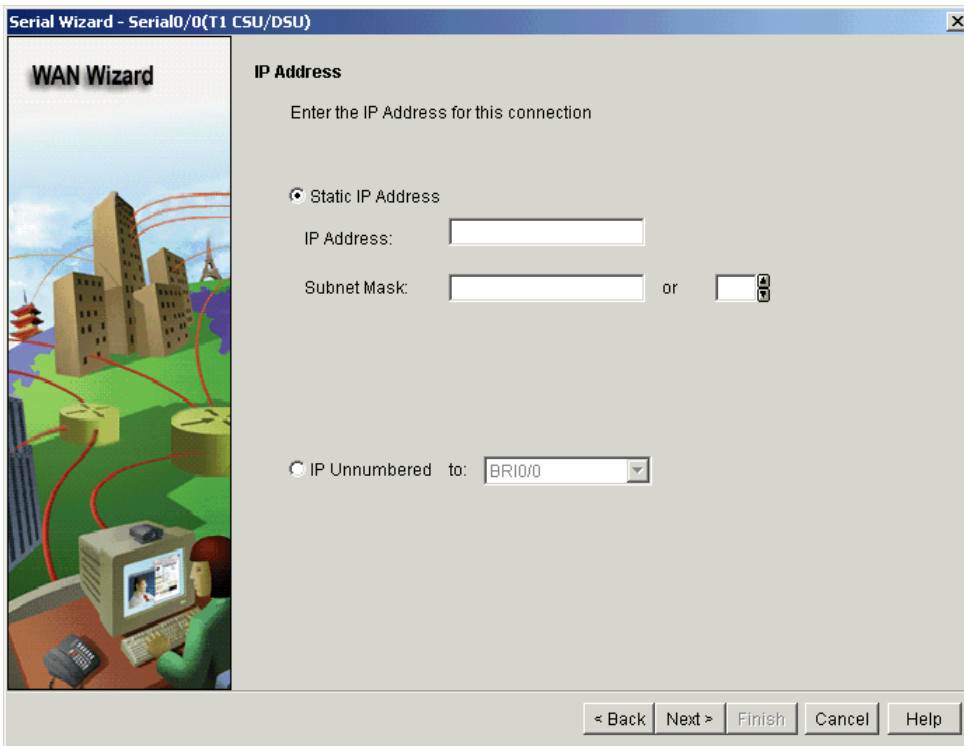 Serial Wizard - Serial0/0(T1 CSU/DSU)
WAN Wizard
IP Address
Enter the IP Address for this connection
Static IP Address
IP Address:
Subnet Mask: or
IP Unnumbered to: BRI0/0
< Back Next > Finish Cancel Help